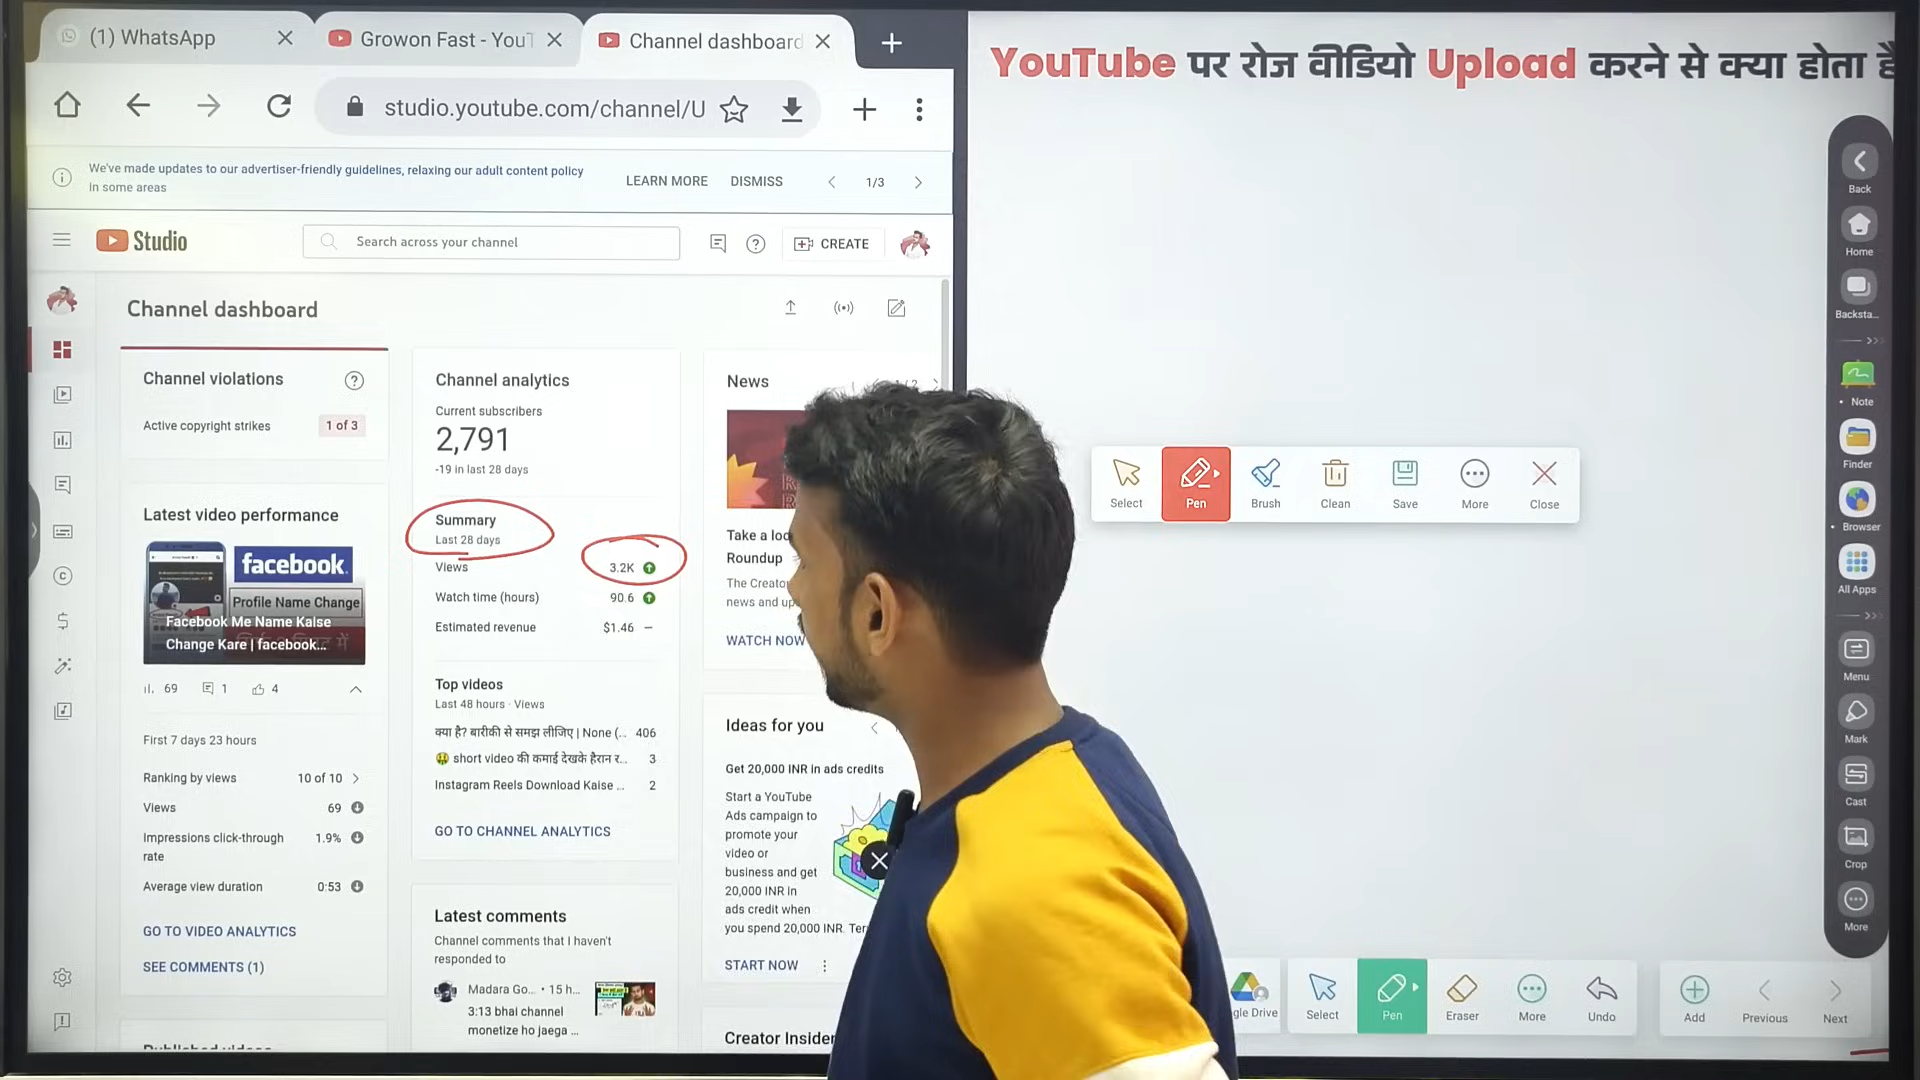 (1) WhatsApp
Growon Fast - YouT
Channel dashboard
YouTube पर रोज वीडियो Upload करने से क्या होता है
studio.youtube.com/channel/U
We've made updates to our advertiser-friendly guidelines, relaxing our adult content policy
In some areas
LEARN MORE
DISMISS
1/3
Studio
Search across your channel
CREATE
Channel dashboard
Channel violations
Active copyright strikes
1 of 3
Latest video performance
facebook.
Profile Name Change
Facebook Me Name Kaise
Change Kare | facebook...
69
1
4
First 7 days 23 hours
Ranking by views
10 of 10
Views
69
Impressions click-through
rate
1.9%
Average view duration
0:53
GO TO VIDEO ANALYTICS
SEE COMMENTS (1)
Channel analytics
Current subscribers
2,791
-19 in last 28 days
Summary
Last 28 days
Views
3.2K
Watch time (hours)
90.6
Estimated revenue
$1.46 –
Top videos
Last 48 hours · Views
क्या है? बारीकी से समझ लीजिए | None (...
406
short video की कमाई देखके हैरान र...
3
Instagram Reels Download Kaise ...
2
GO TO CHANNEL ANALYTICS
Latest comments
Channel comments that I haven't
responded to
Madara Go... • 15 h...
3:13 bhai channel
monetize ho jaega ...
News
Take a loo
Roundup
The Creato
news and up
WATCH NOW
Ideas for you
Get 20,000 INR in ads credits
Start a YouTube
Ads campaign to
promote your
video or
business and get
20,000 INR in
ads credit when
you spend 20,000 INR. Ter
START NOW
Creator Insider
Select
Pen
Brush
Clean
Save
More
Close
Back
Home
Backsta...
Note
Finder
Browser
All Apps
Menu
Mark
Cast
Crop
More
gle Drive
Select
Pen
Eraser
More
Undo
Add
Previous
Next